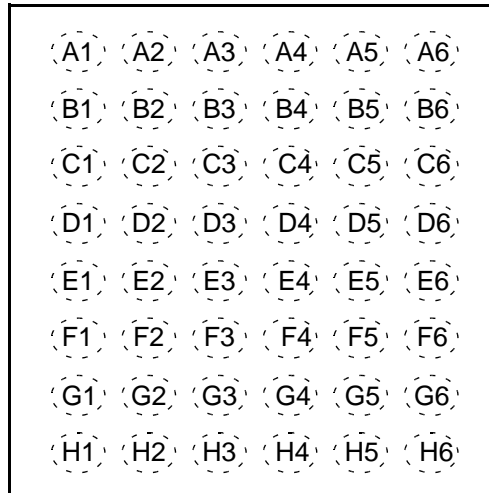 A1 A2 A3 A4 A5 A6
B1 B2 B3 B4 B5 B6
C1 C2 C3 C4 C5 C6
D1 D2 D3 D4 D5 D6
E1 E2 E3 E4 E5 E6
F1 F2 F3 F4 F5 F6
G1 G2 G3 G4 G5 G6
H1 H2 H3 H4 H5 H6